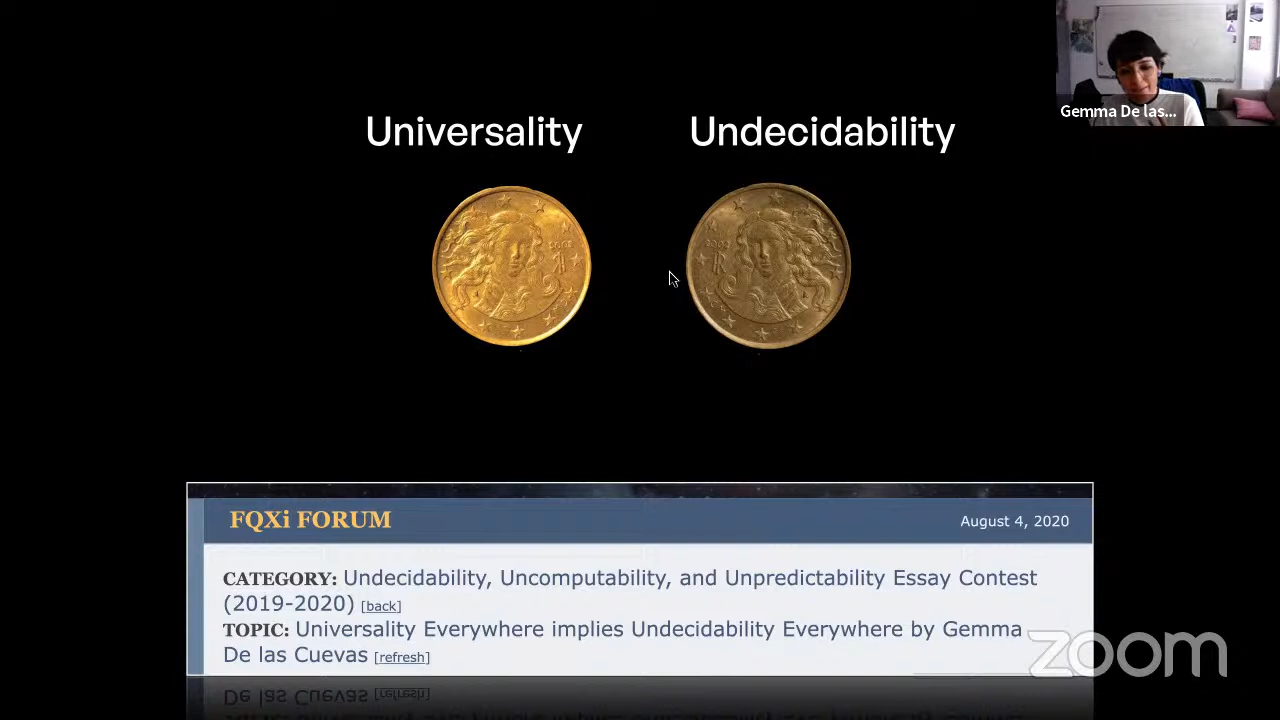 Universality
Undecidability
Gemma De las...
FQXi FORUM
August 4, 2020
CATEGORY: Undecidability, Uncomputability, and Unpredictability Essay Contest
(2019-2020) [back]
TOPIC: Universality Everywhere implies Undecidability Everywhere by Gemma
De las Cuevas [refresh]
zoom